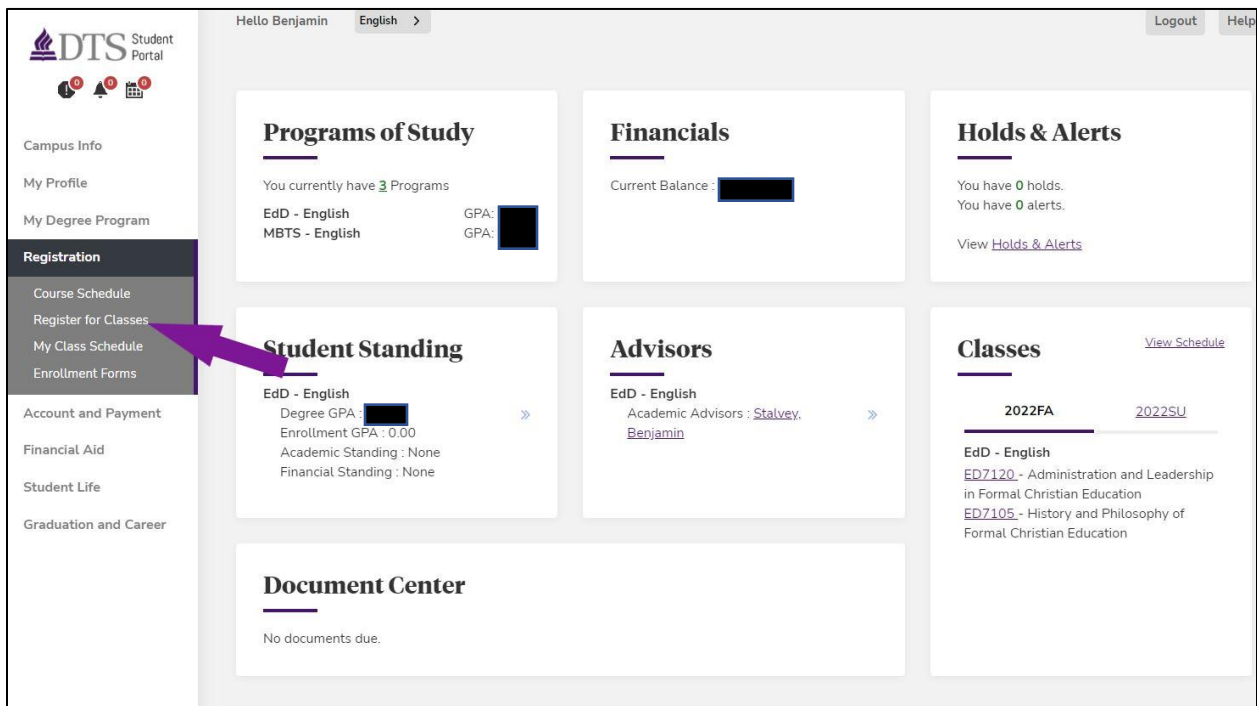 Hello Benjamin English >
Logout Help
DTS Student Portal
0 0 0
Campus Info
My Profile
My Degree Program
Registration
Course Schedule
Register for Classes
My Class Schedule
Enrollment Forms
Account and Payment
Financial Aid
Student Life
Graduation and Career
Programs of Study
You currently have 3 Programs
EdD - English GPA:
MBTS - English GPA:
Financials
Current Balance :
Holds & Alerts
You have 0 holds.
You have 0 alerts.
View Holds & Alerts
Student Standing
EdD - English
Degree GPA :
»
Enrollment GPA : 0.00
Academic Standing : None
Financial Standing : None
Advisors
EdD - English
Academic Advisors : Stalvey, »
Benjamin
Classes View Schedule
2022FA 2022SU
EdD - English
ED7120 - Administration and Leadership
in Formal Christian Education
ED7105 - History and Philosophy of
Formal Christian Education
Document Center
No documents due.